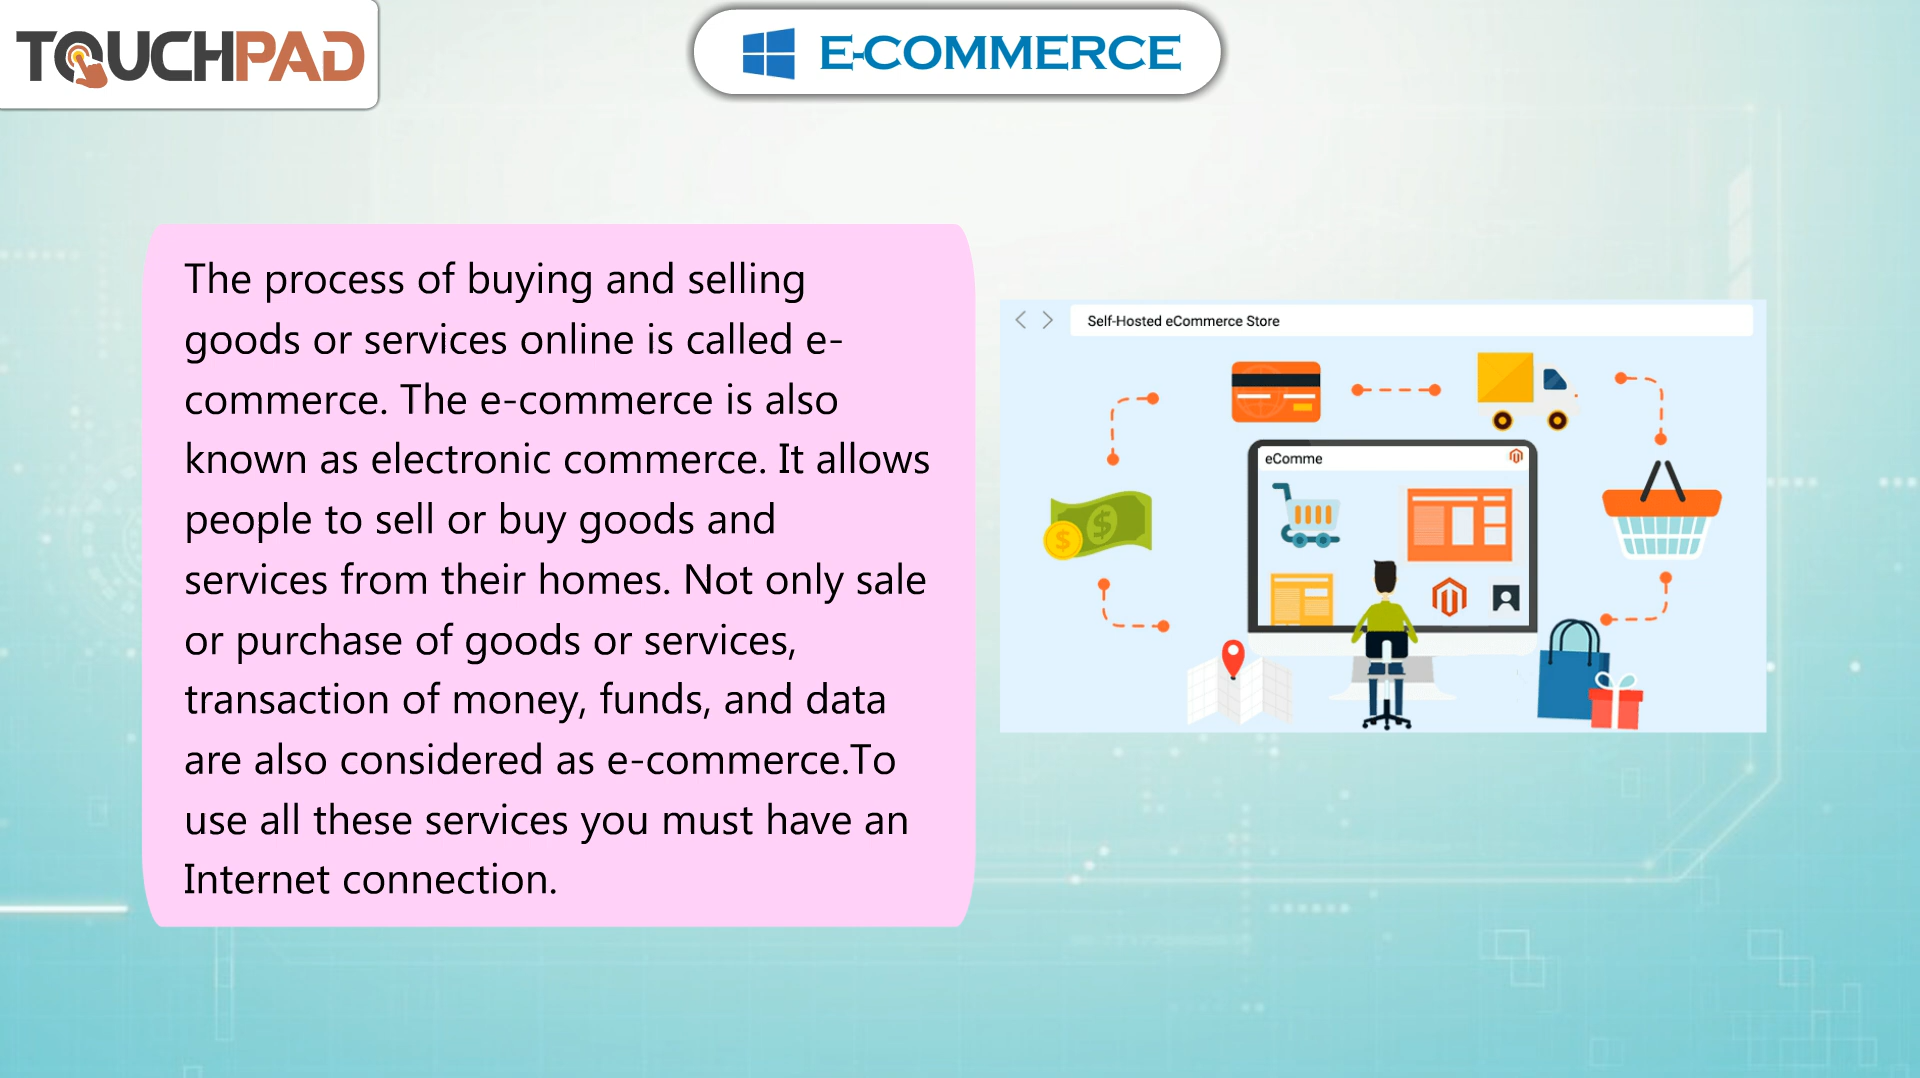 TOUCHPAD
E-COMMERCE
The process of buying and selling
goods or services online is called e-
commerce. The e-commerce is also
known as electronic commerce. It allows
people to sell or buy goods and
services from their homes. Not only sale
or purchase of goods or services,
transaction of money, funds, and data
are also considered as e-commerce.To
use all these services you must have an
Internet connection.
Self-Hosted eCommerce Store
eComme